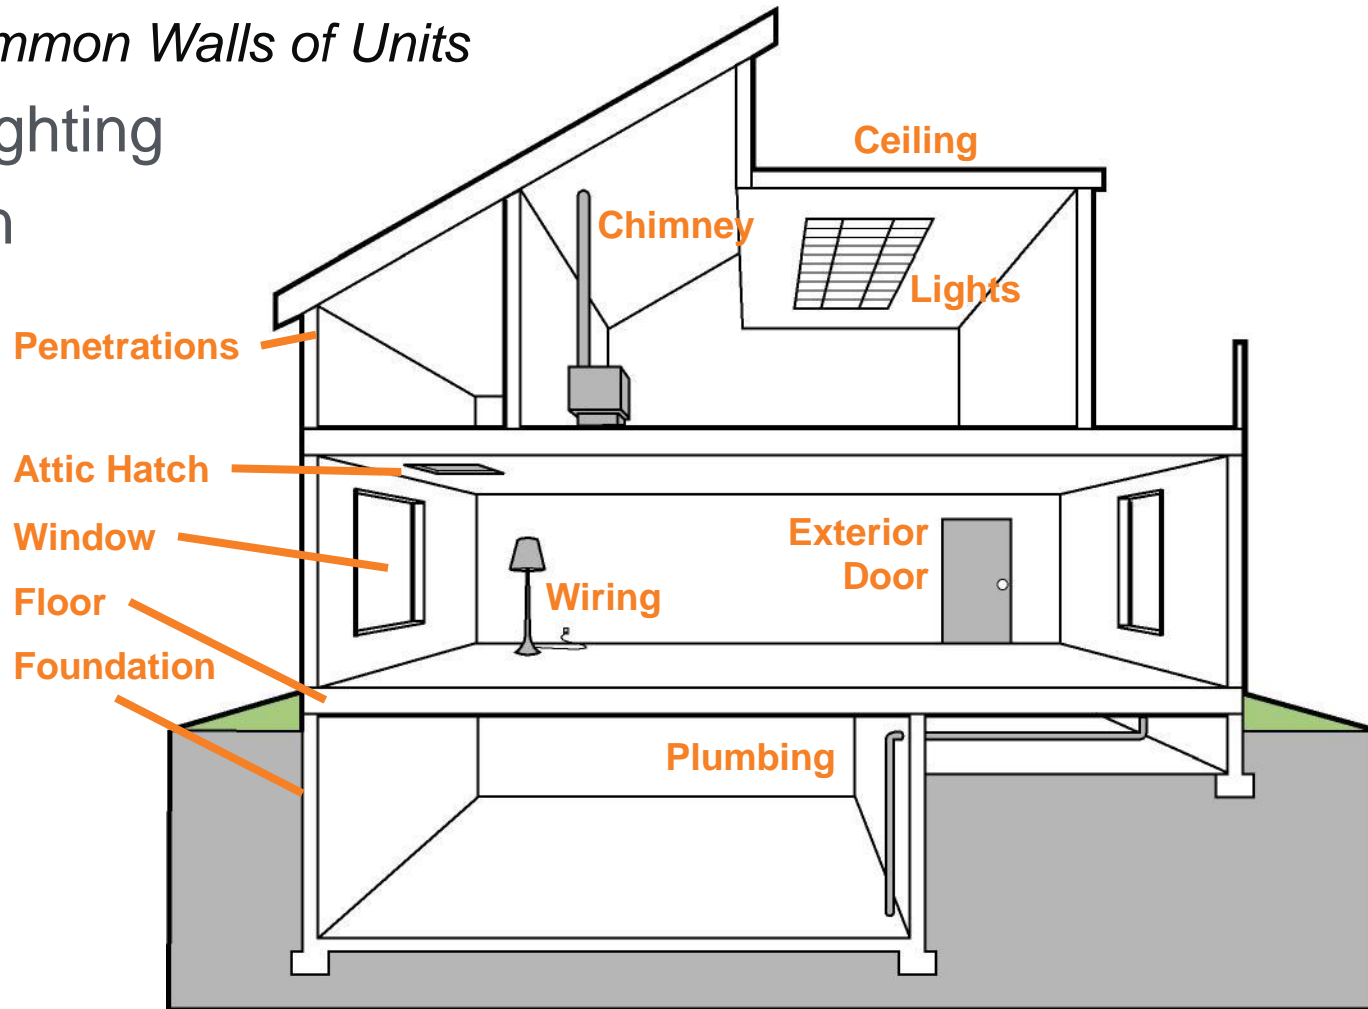 mmon Walls of Units
ghting
n
Ceiling
Chimney
Lights
Penetrations
Attic Hatch
Window
Exterior
Door
Floor
Wiring
Foundation
Plumbing